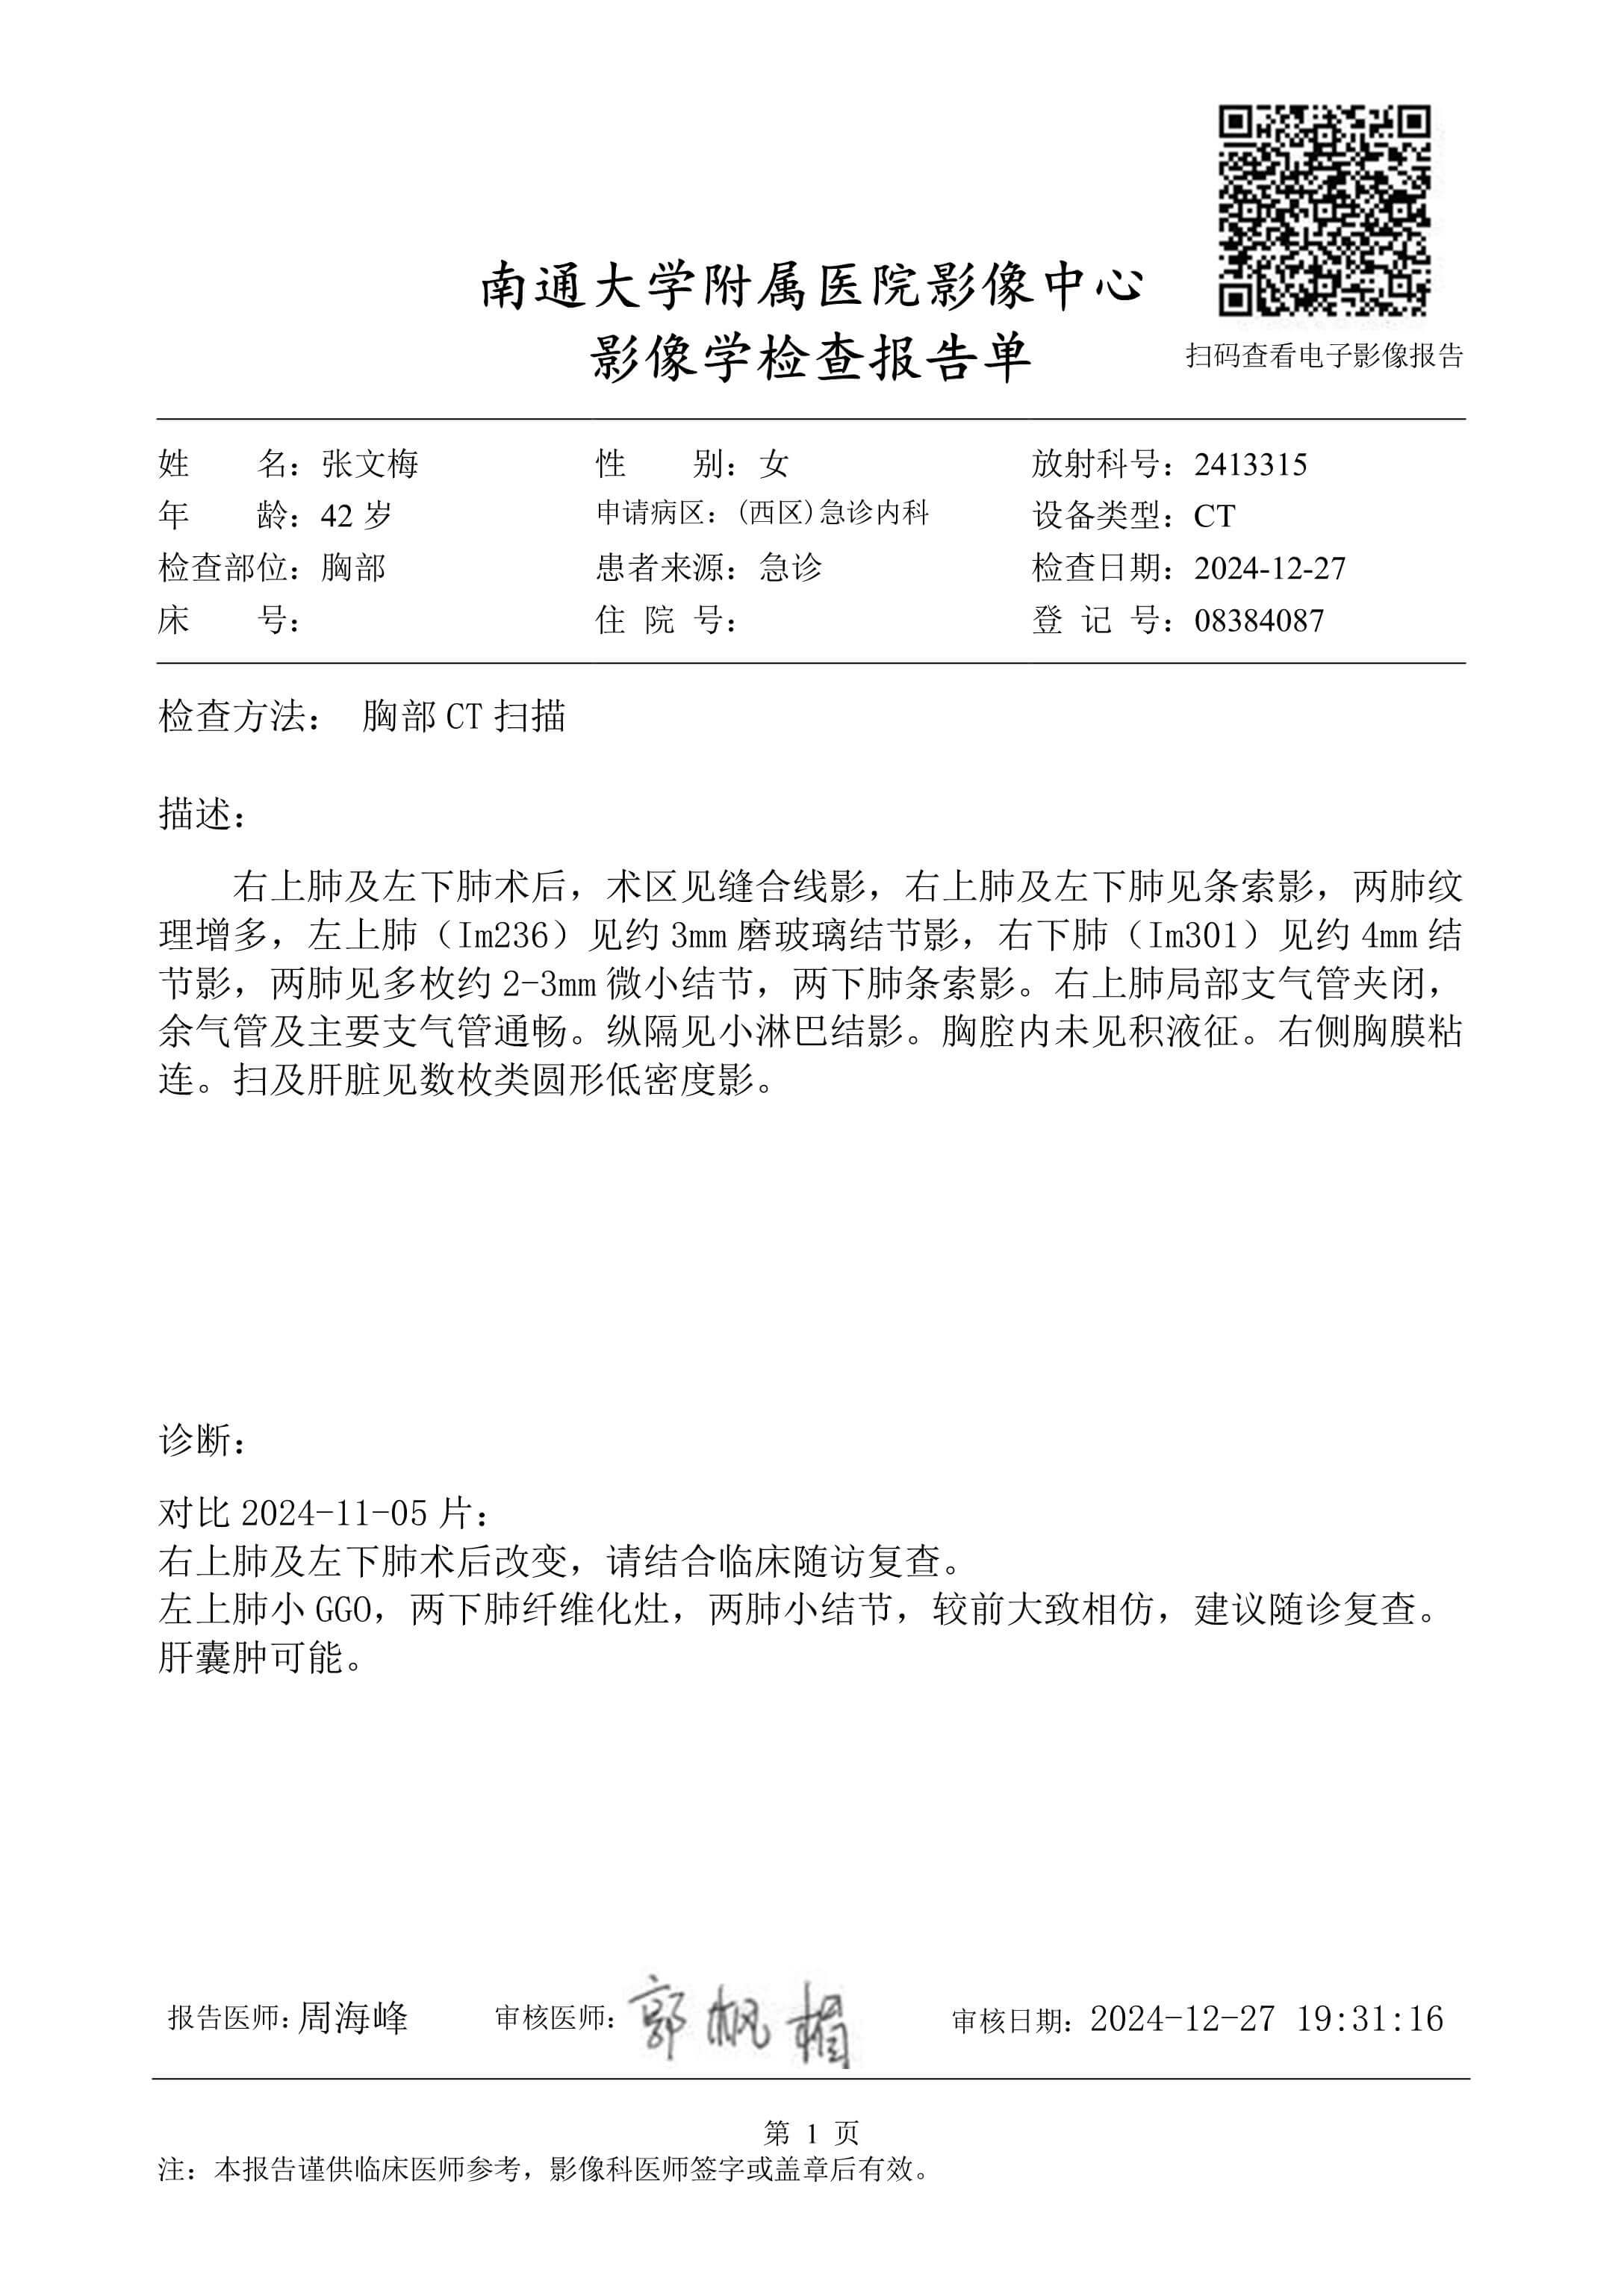 南通大学附属医院影像中心
影像学检查报告单
扫码查看电子影像报告
姓 名：张文梅 性 别：女 放射科号：2413315
年 龄：42 岁 申请病区：(西区)急诊内科 设备类型：CT
检查部位：胸部 患者来源：急诊 检查日期：2024-12-27
床 号： 住 院 号： 登 记 号：08384087
检查方法： 胸部 CT 扫描
描述：
右上肺及左下肺术后，术区见缝合线影，右上肺及左下肺见条索影，两肺纹
理增多，左上肺（Im236）见约 3mm 磨玻璃结节影，右下肺（Im301）见约 4mm 结
节影，两肺见多枚约 2-3mm 微小结节，两下肺条索影。右上肺局部支气管夹闭，
余气管及主要支气管通畅。纵隔见小淋巴结影。胸腔内未见积液征。右侧胸膜粘
连。扫及肝脏见数枚类圆形低密度影。
诊断：
对比 2024-11-05 片：
右上肺及左下肺术后改变，请结合临床随访复查。
左上肺小 GGO，两下肺纤维化灶，两肺小结节，较前大致相仿，建议随诊复查。
肝囊肿可能。
报告医师：周海峰 审核医师：郭枫楣 审核日期：2024-12-27 19:31:16
第 1 页
注：本报告谨供临床医师参考，影像科医师签字或盖章后有效。